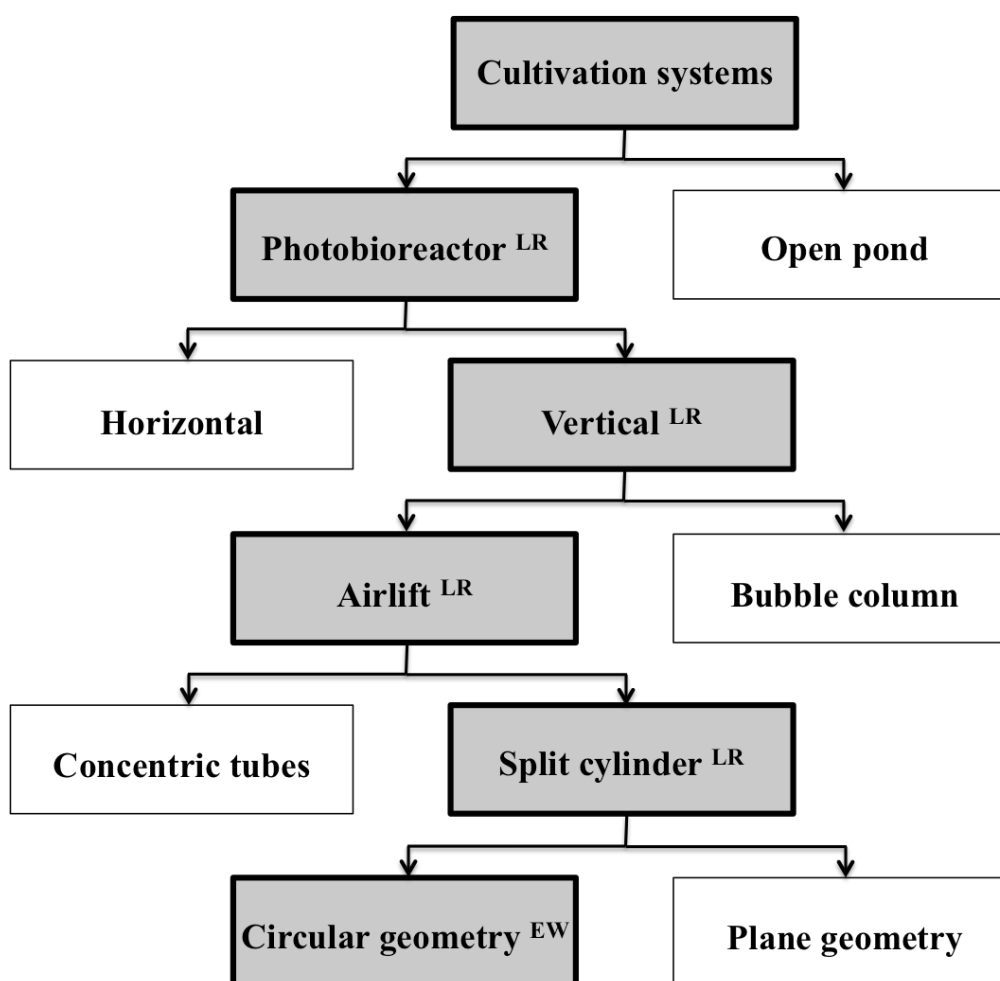 Cultivation systems
Photobioreactor LR
Open pond
Horizontal
Vertical LR
Airlift LR
Bubble column
Concentric tubes
Split cylinder LR
Circular geometry EW
Plane geometry